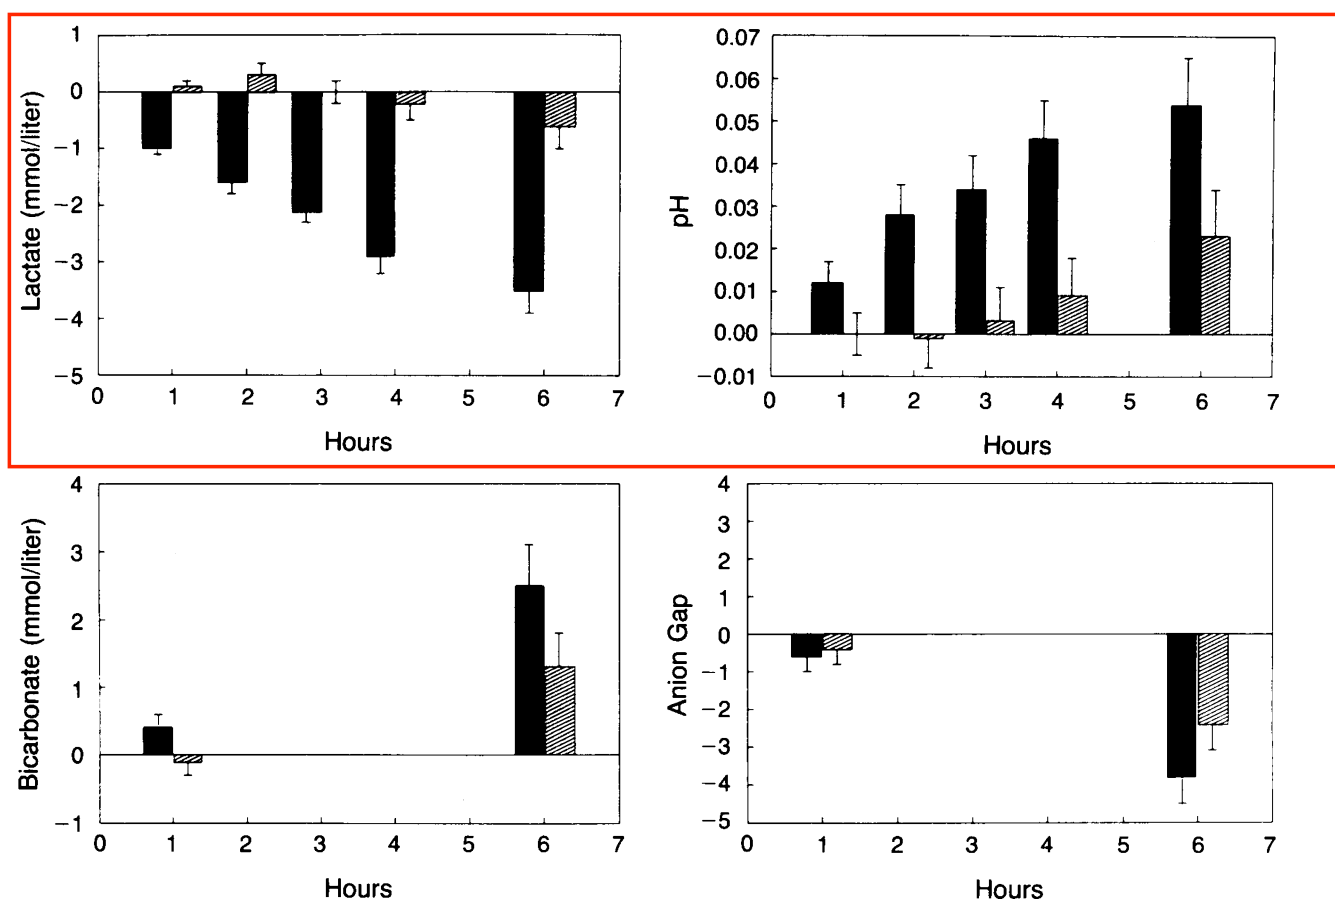 Lactate (mmol/liter)
1
0
−1
−2
−3
−4
−5
0 1 2 3 4 5 6 7
Hours
pH
0.07
0.06
0.05
0.04
0.03
0.02
0.01
0.00
−0.01
0 1 2 3 4 5 6 7
Hours
Bicarbonate (mmol/liter)
4
3
2
1
0
−1
0 1 2 3 4 5 6 7
Hours
Anion Gap
4
3
2
1
0
−1
−2
−3
−4
−5
0 1 2 3 4 5 6 7
Hours